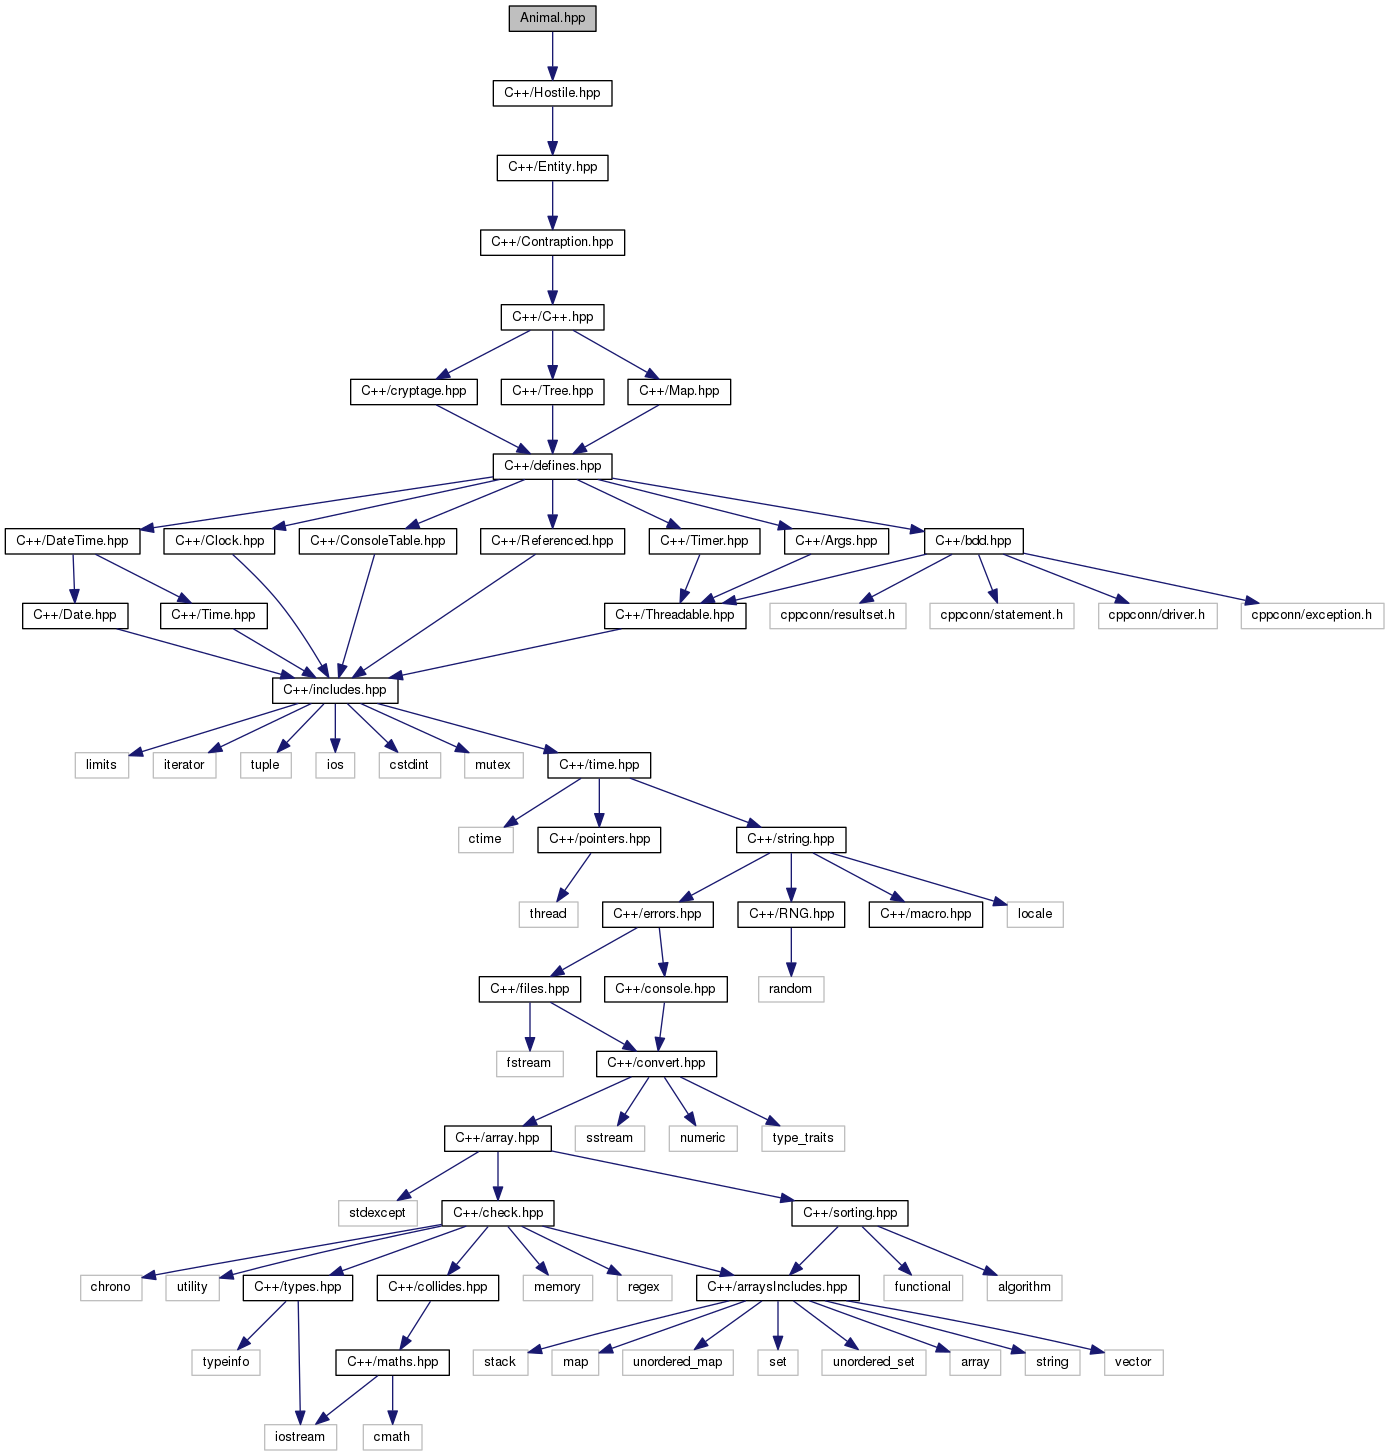 Animal.hpp
C++/Hostile.hpp
C++/Entity.hpp
C++/Contraption.hpp
C++/C++.hpp
C++/cryptage.hpp
C++/Tree.hpp
C++/Map.hpp
C++/defines.hpp
C++/DateTime.hpp
C++/Clock.hpp
C++/ConsoleTable.hpp
C++/Referenced.hpp
C++/Timer.hpp
C++/Args.hpp
C++/bdd.hpp
C++/Date.hpp
C++/Time.hpp
C++/Threadable.hpp
cppconn/resultset.h
cppconn/statement.h
cppconn/driver.h
cppconn/exception.h
C++/includes.hpp
limits
iterator
tuple
ios
cstdint
mutex
C++/time.hpp
ctime
C++/pointers.hpp
C++/string.hpp
thread
C++/errors.hpp
C++/RNG.hpp
C++/macro.hpp
locale
C++/files.hpp
C++/console.hpp
random
fstream
C++/convert.hpp
C++/array.hpp
sstream
numeric
type_traits
stdexcept
C++/check.hpp
C++/sorting.hpp
chrono
utility
C++/types.hpp
C++/collides.hpp
memory
regex
C++/arraysIncludes.hpp
functional
algorithm
typeinfo
C++/maths.hpp
stack
map
unordered_map
set
unordered_set
array
string
vector
iostream
cmath